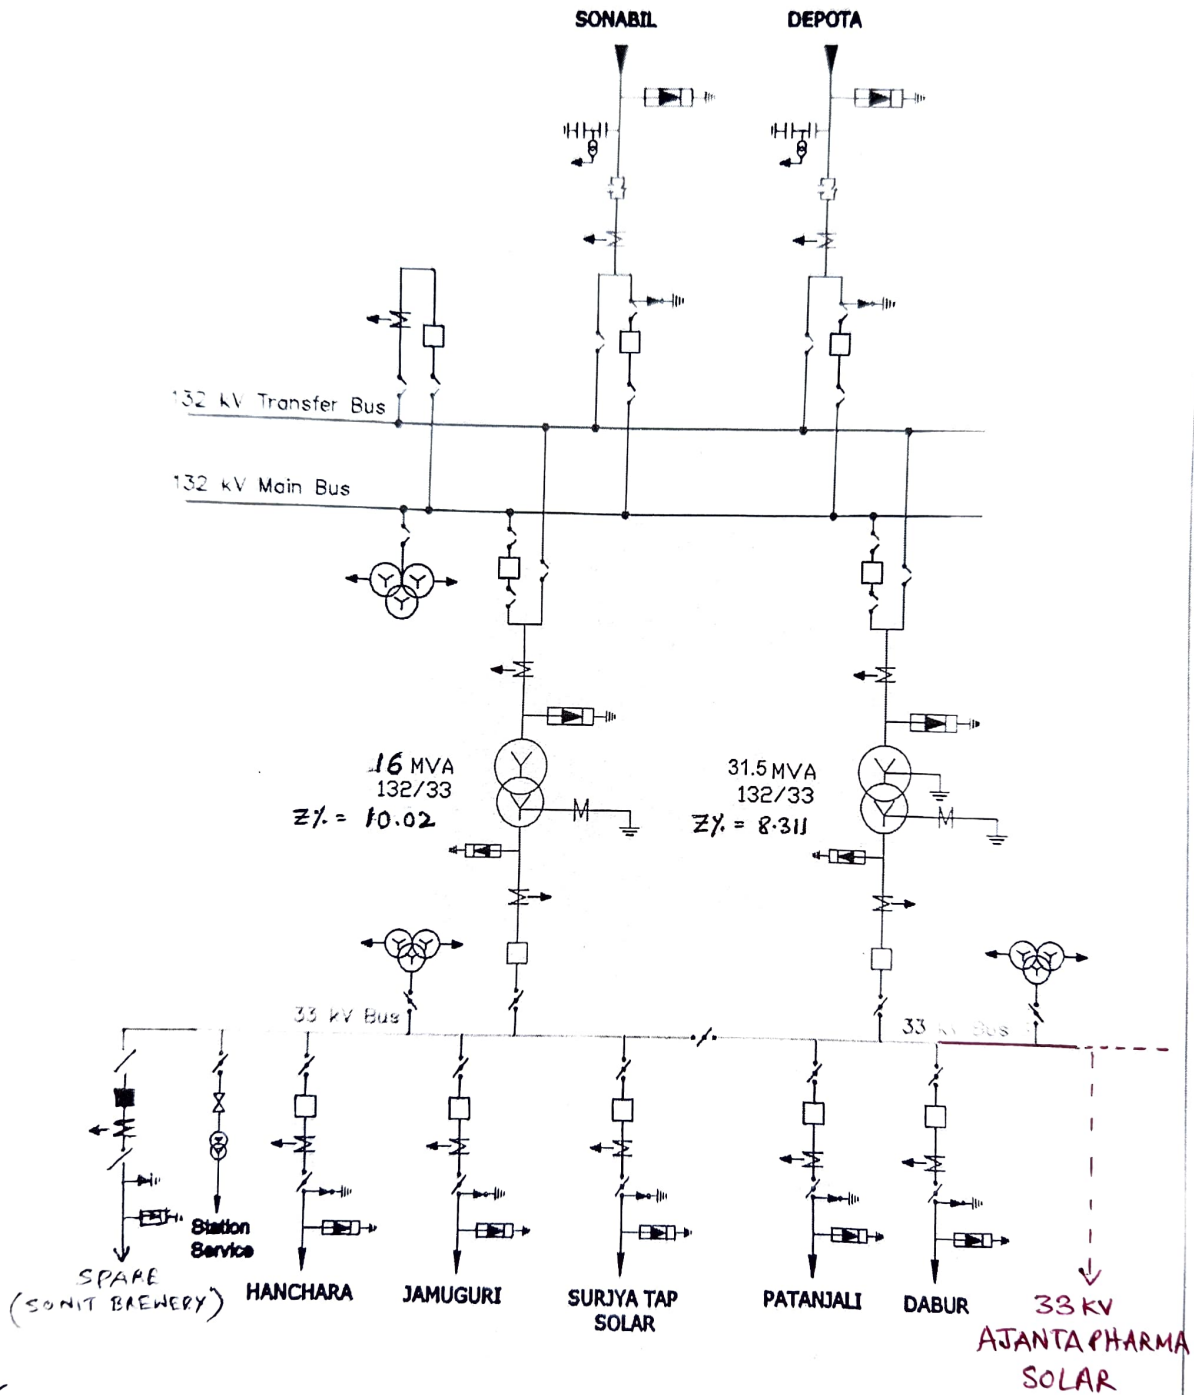 SONABIL
DEPOTA
132 kV Transfer Bus
132 kV Main Bus
16 MVA
132/33
Z%. = 10.02
31.5 MVA
132/33
Z%. = 8.311
33 kV Bus
33 kV Bus
Station
Service
SPARE
(SONIT BREWERY)
HANCHARA
JAMUGURI
SURJYA TAP
SOLAR
PATANJALI
DABUR
33 KV
AJANTA PHARMA
SOLAR